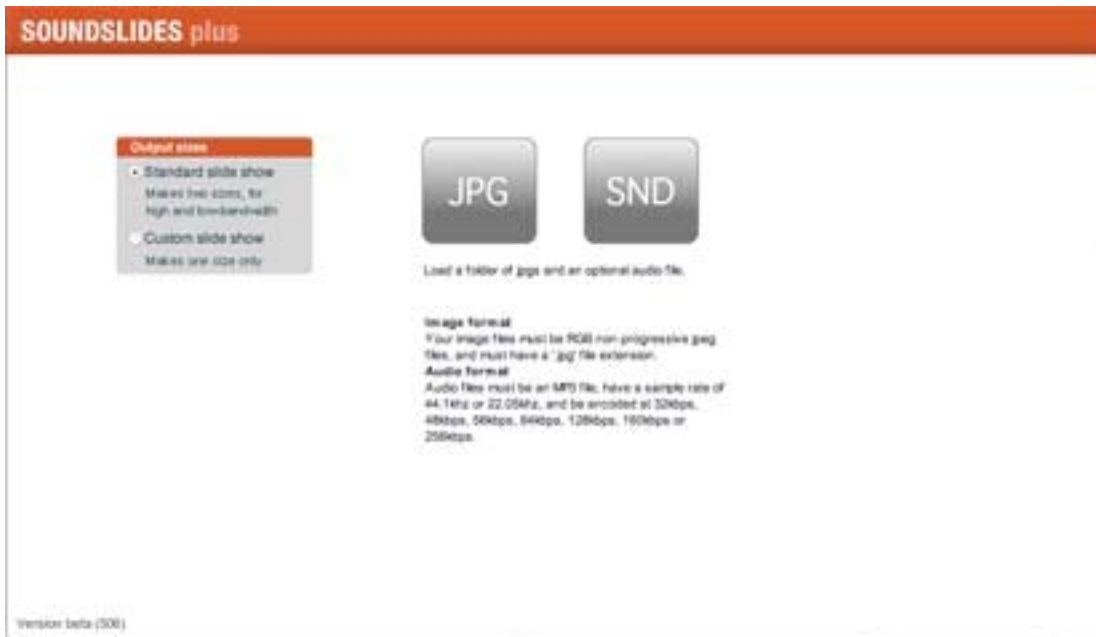 SOUNDSLIDES plus
Output sizes
Standard slide show
Makes two sizes, for
high and low bandwidth
Custom slide show
Makes one size only
JPG
SND
Load a folder of jpgs and an optional audio file.
Image format
Your image files must be RGB non progressive jpeg
files, and must have a '.jpg' file extension.
Audio format
Audio files must be an MP3 file, have a sample rate of
44.1khz or 22.05khz, and be encoded at 32kbps,
48kbps, 56kbps, 64kbps, 128kbps, 160kbps or
256kbps.
Version beta (506)